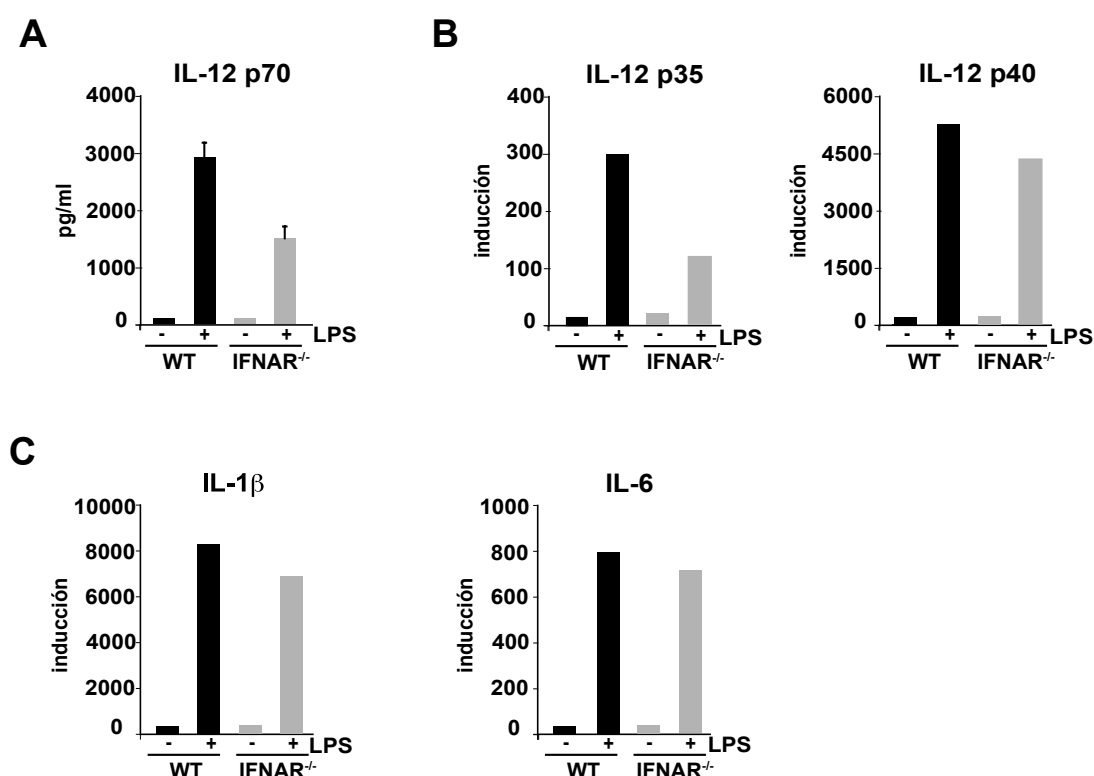 A
IL-12 p70
pg/ml
4000
3000
2000
1000
0
- + - + LPS
WT IFNAR-/-
B
IL-12 p35
inducción
400
300
200
100
0
- + - + LPS
WT IFNAR-/-
IL-12 p40
inducción
6000
4500
3000
1500
0
- + - + LPS
WT IFNAR-/-
C
IL-1β
inducción
10000
8000
6000
4000
2000
0
- + - + LPS
WT IFNAR-/-
IL-6
inducción
1000
800
600
400
200
0
- + - + LPS
WT IFNAR-/-